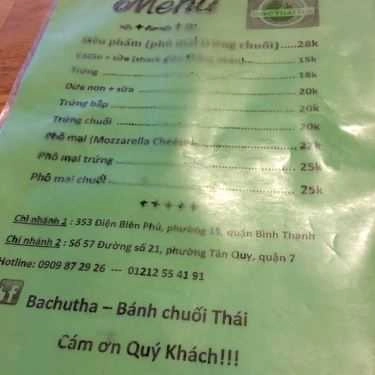 Menu
Siêu phẩm (phô mai trứng chuối).....28k
15k
Trứng 18k
Dừa non + sữa 20k
Trứng bắp 20k
Trứng chuối 20k
Phô mai (Mozzarella Cheese) 22k
Phô mai trứng 25k
Phô mai chuối 25k
Chi nhánh 1 : 353 Điện Biên Phủ, phường 15, quận Bình Thạnh
Chi nhánh 2 : Số 57 Đường số 21, phường Tân Quy, quận 7
Hotline: 0909 87 29 26 --- 01212 55 41 91
f Bachutha – Bánh chuối Thái
Cám ơn Quý Khách!!!